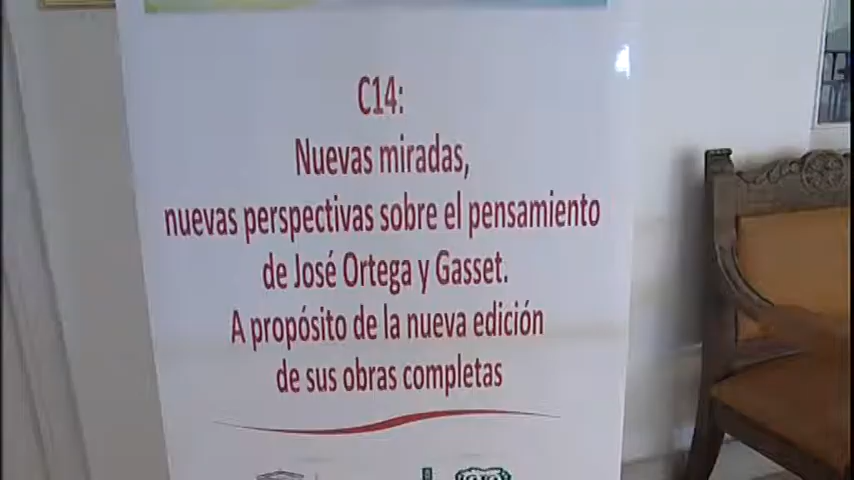 C14:
Nuevas miradas,
nuevas perspectivas sobre el pensamiento
de José Ortega y Gasset.
A propósito de la nueva edición
de sus obras completas